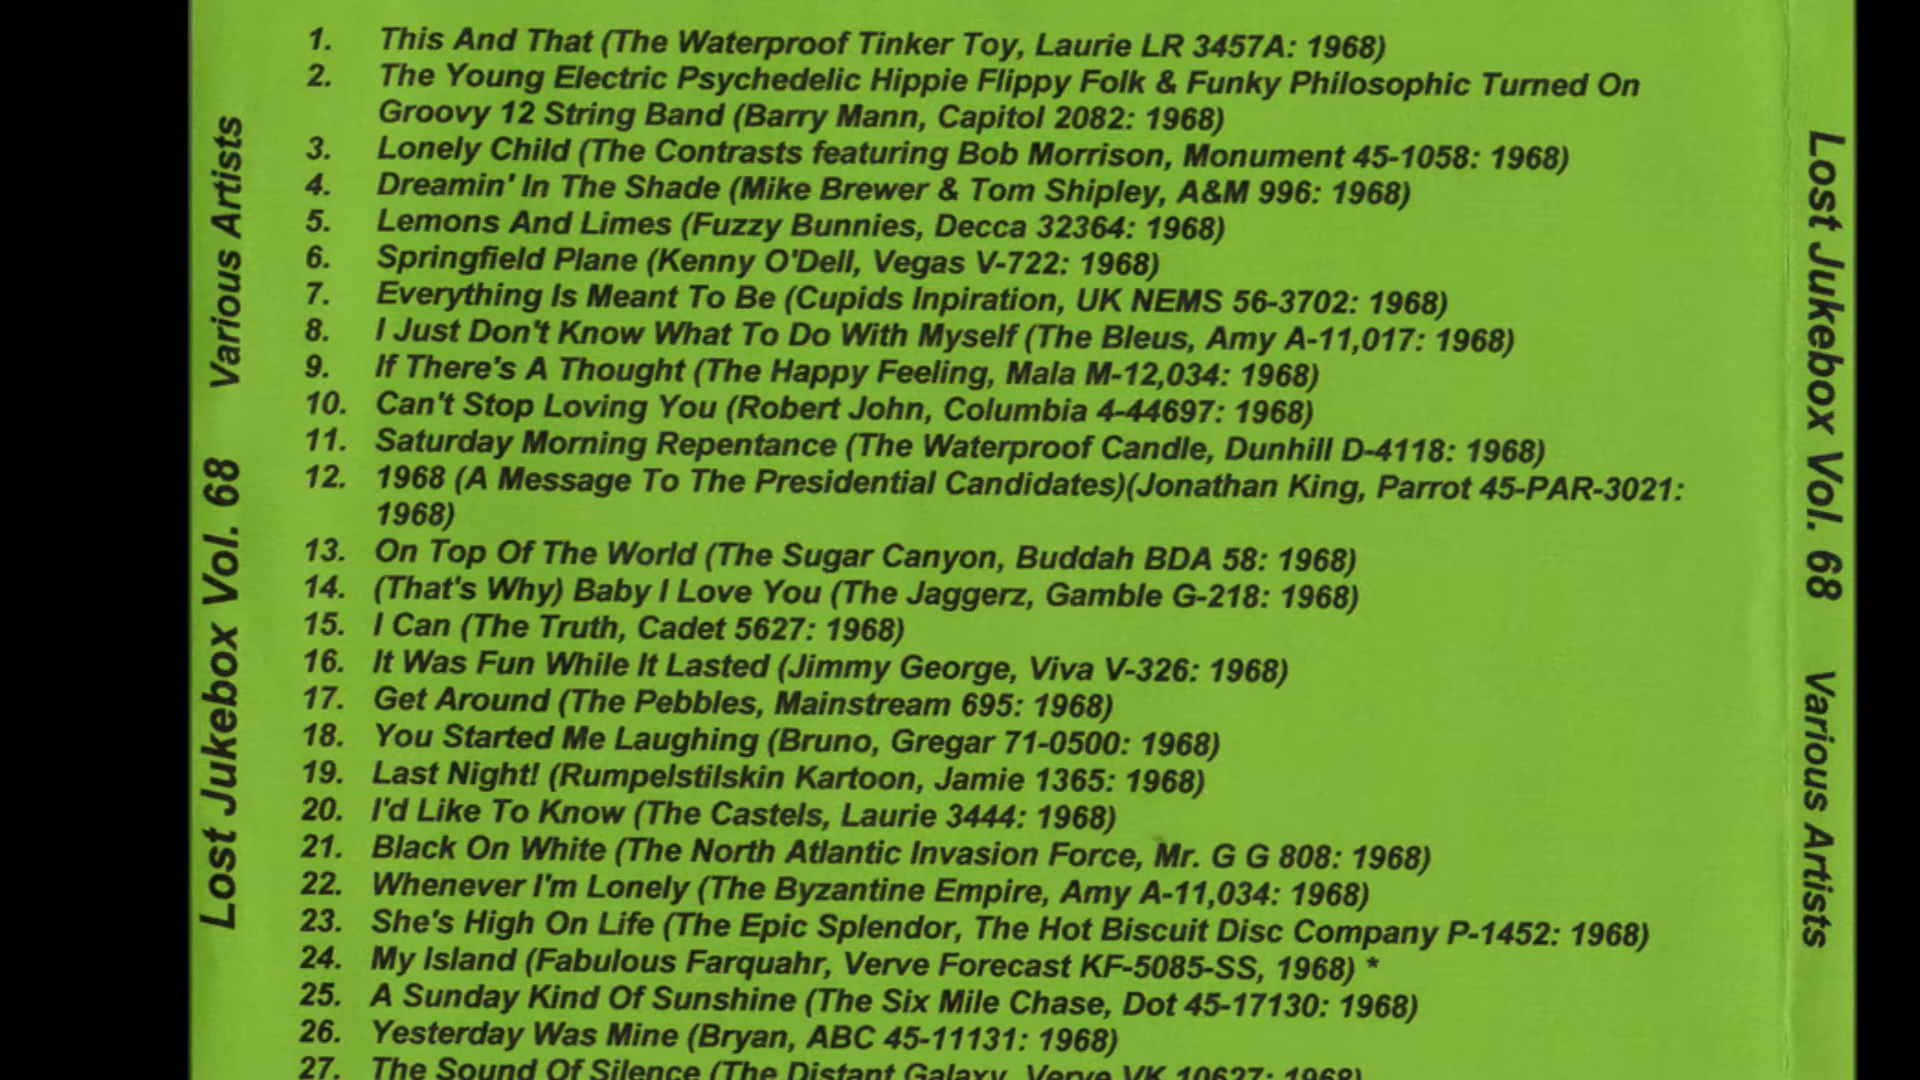 1. This And That (The Waterproof Tinker Toy, Laurie LR 3457A: 1968)
2. The Young Electric Psychedelic Hippie Flippy Folk & Funky Philosophic Turned On
Groovy 12 String Band (Barry Mann, Capitol 2082: 1968)
3. Lonely Child (The Contrasts featuring Bob Morrison, Monument 45-1058: 1968)
4. Dreamin' In The Shade (Mike Brewer & Tom Shipley, A&M 996: 1968)
5. Lemons And Limes (Fuzzy Bunnies, Decca 32364: 1968)
6. Springfield Plane (Kenny O'Dell, Vegas V-722: 1968)
7. Everything Is Meant To Be (Cupids Inpiration, UK NEMS 56-3702: 1968)
8. I Just Don't Know What To Do With Myself (The Bleus, Amy A-11,017: 1968)
9. If There's A Thought (The Happy Feeling, Mala M-12,034: 1968)
10. Can't Stop Loving You (Robert John, Columbia 4-44697: 1968)
11. Saturday Morning Repentance (The Waterproof Candle, Dunhill D-4118: 1968)
12. 1968 (A Message To The Presidential Candidates)(Jonathan King, Parrot 45-PAR-3021:
1968)
13. On Top Of The World (The Sugar Canyon, Buddah BDA 58: 1968)
14. (That's Why) Baby I Love You (The Jaggerz, Gamble G-218: 1968)
15. I Can (The Truth, Cadet 5627: 1968)
16. It Was Fun While It Lasted (Jimmy George, Viva V-326: 1968)
17. Get Around (The Pebbles, Mainstream 695: 1968)
18. You Started Me Laughing (Bruno, Gregar 71-0500: 1968)
19. Last Night! (Rumpelstilskin Kartoon, Jamie 1365: 1968)
20. I'd Like To Know (The Castels, Laurie 3444: 1968)
21. Black On White (The North Atlantic Invasion Force, Mr. G G 808: 1968)
22. Whenever I'm Lonely (The Byzantine Empire, Amy A-11,034: 1968)
23. She's High On Life (The Epic Splendor, The Hot Biscuit Disc Company P-1452: 1968)
24. My Island (Fabulous Farquahr, Verve Forecast KF-5085-SS, 1968) *
25. A Sunday Kind Of Sunshine (The Six Mile Chase, Dot 45-17130: 1968)
26. Yesterday Was Mine (Bryan, ABC 45-11131: 1968)
27. The Sound Of Silence (The Distant Galaxy, Verve VK 10627: 1968)
Lost Jukebox Vol. 68 Various Artists
Lost Jukebox Vol. 68 Various Artists